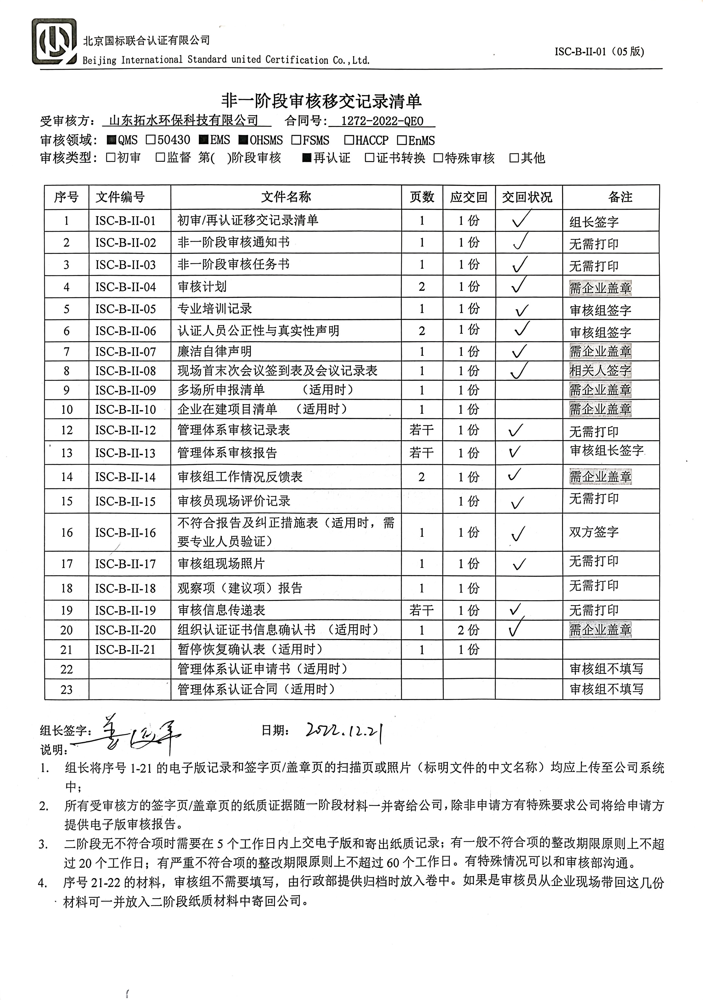 北京国标联合认证有限公司
Beijing International Standard united Certification Co.,Ltd.
ISC-B-II-01（05 版)
非一阶段审核移交记录清单
受审核方： 山东拓水环保科技有限公司 合同号： 1272-2022-QEO
审核领域：■QMS □50430 ■EMS ■OHSMS □FSMS □HACCP □EnMS
审核类型：□初审 □监督 第( )阶段审核 ■再认证 □证书转换 □特殊审核 □其他
序号 文件编号 文件名称 页数 应交回 交回状况 备注
1 ISC-B-II-01 初审/再认证移交记录清单 1 1 份 ✓ 组长签字
2 ISC-B-II-02 非一阶段审核通知书 1 1 份 ✓ 无需打印
3 ISC-B-II-03 非一阶段审核任务书 1 1 份 ✓ 无需打印
4 ISC-B-II-04 审核计划 2 1 份 ✓ 需企业盖章
5 ISC-B-II-05 专业培训记录 1 1 份 ✓ 审核组签字
6 ISC-B-II-06 认证人员公正性与真实性声明 2 1 份 ✓ 审核组签字
7 ISC-B-II-07 廉洁自律声明 1 1 份 ✓ 需企业盖章
8 ISC-B-II-08 现场首末次会议签到表及会议记录表 1 1 份 ✓ 相关人签字
9 ISC-B-II-09 多场所申报清单 （适用时） 1 1 份 需企业盖章
10 ISC-B-II-10 企业在建项目清单 （适用时） 1 1 份 需企业盖章
12 ISC-B-II-12 管理体系审核记录表 若干 1 份 ✓ 无需打印
13 ISC-B-II-13 管理体系审核报告 若干 1 份 ✓ 审核组长签字
14 ISC-B-II-14 审核组工作情况反馈表 2 1 份 ✓ 需企业盖章
15 ISC-B-II-15 审核员现场评价记录 1 份 ✓ 无需打印
16 ISC-B-II-16 不符合报告及纠正措施表（适用时，需
要专业人员验证） 1 1 份 ✓ 双方签字
17 ISC-B-II-17 审核组现场照片 1 1 份 ✓ 无需打印
18 ISC-B-II-18 观察项（建议项）报告 1 1 份 无需打印
19 ISC-B-II-19 审核信息传递表 若干 1 份 ✓ 无需打印
20 ISC-B-II-20 组织认证证书信息确认书 （适用时） 1 2 份 ✓ 需企业盖章
21 ISC-B-II-21 暂停恢复确认表（适用时） 1 1 份
22 管理体系认证申请书（适用时） 审核组不填写
23 管理体系认证合同（适用时） 审核组不填写
组长签字： 日期： 2022.12.21
说明：
1. 组长将序号 1-21 的电子版记录和签字页/盖章页的扫描页或照片（标明文件的中文名称）均应上传至公司系统
中；
2. 所有受审核方的签字页/盖章页的纸质证据随一阶段材料一并寄给公司，除非申请方有特殊要求公司将给申请方
提供电子版审核报告。
3. 二阶段无不符合项时需要在 5 个工作日内上交电子版和寄出纸质记录；有一般不符合项的整改期限原则上不超
过 20 个工作日；有严重不符合项的整改期限原则上不超过 60 个工作日。有特殊情况可以和审核部沟通。
4. 序号 21-22 的材料，审核组不需要填写，由行政部提供归档时放入卷中。如果是审核员从企业现场带回这几份
材料可一并放入二阶段纸质材料中寄回公司。